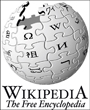 Ω W И
WIKIPEDIA
The Free Encyclopedia